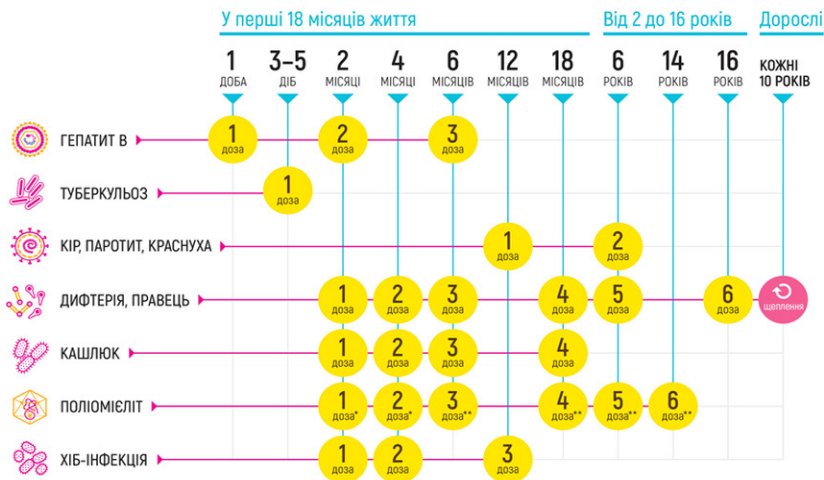 У перші 18 місяців життя
Від 2 до 16 років
Дорослі
1
ДОБА
3–5
ДІБ
2
МІСЯЦІ
4
МІСЯЦІ
6
МІСЯЦІВ
12
МІСЯЦІВ
18
МІСЯЦІВ
6
РОКІВ
14
РОКІВ
16
РОКІВ
КОЖНІ
10 РОКІВ
ГЕПАТИТ В
1
доза
2
доза
3
доза
ТУБЕРКУЛЬОЗ
1
доза
КІР, ПАРОТИТ, КРАСНУХА
1
доза
2
доза
ДИФТЕРІЯ, ПРАВЕЦЬ
1
доза
2
доза
3
доза
4
доза
5
доза
6
доза
щеплення
КАШЛЮК
1
доза
2
доза
3
доза
4
доза
ПОЛІОМІЄЛІТ
1
доза*
2
доза*
3
доза**
4
доза**
5
доза**
6
доза**
ХІБ-ІНФЕКЦІЯ
1
доза
2
доза
3
доза